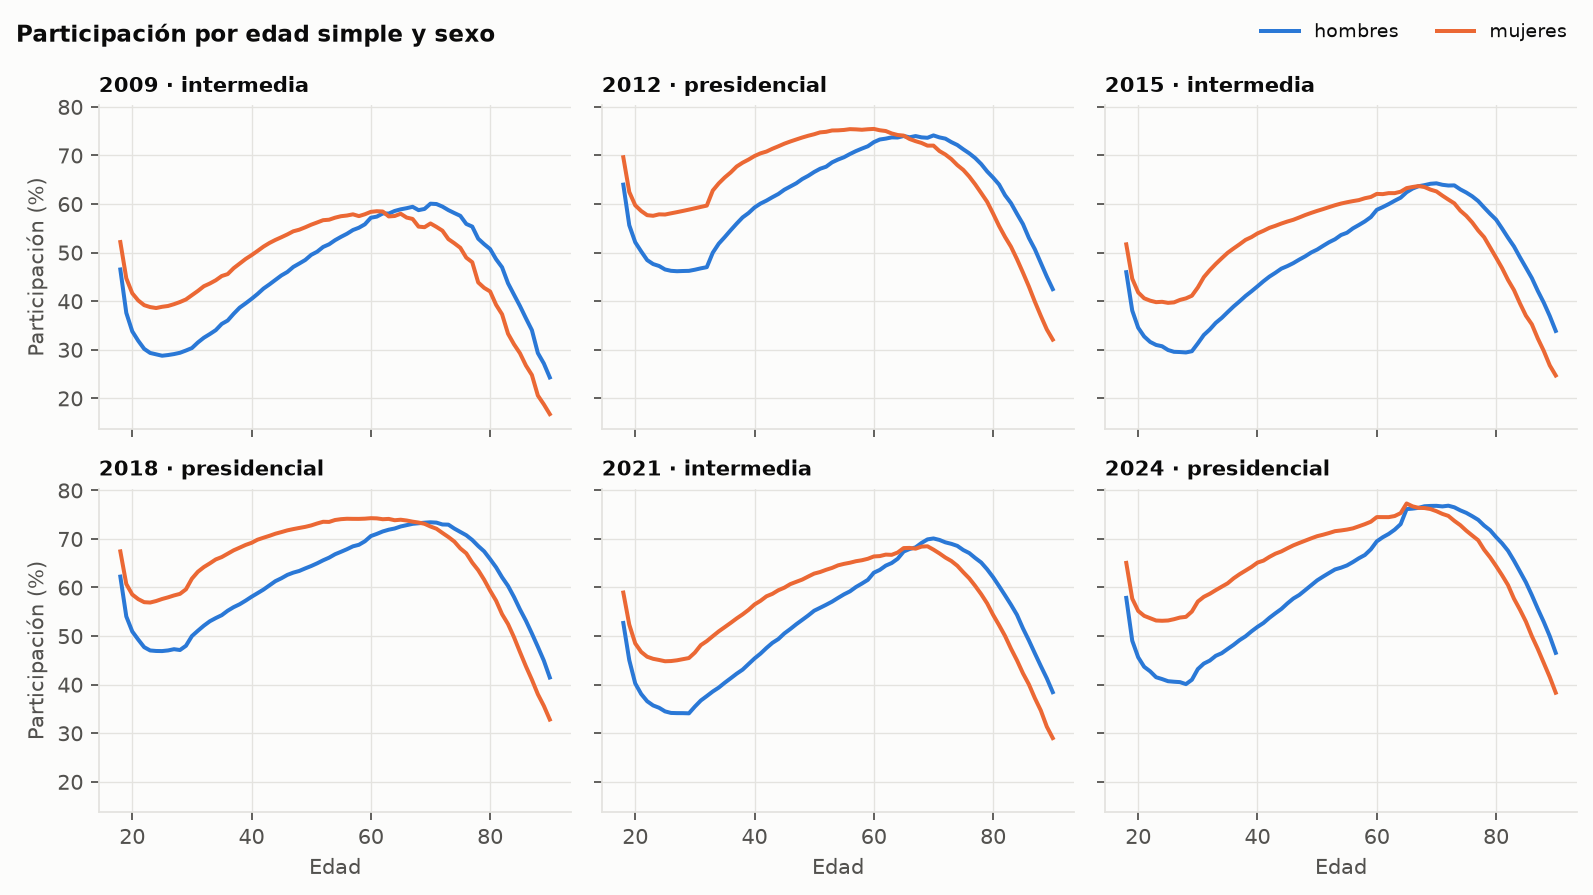 Participación por edad simple y sexo
hombres mujeres
2009 · intermedia
2012 · presidencial
2015 · intermedia
Participación (%)
80
70
60
50
40
30
20
2018 · presidencial
2021 · intermedia
2024 · presidencial
Participación (%)
80
70
60
50
40
30
20
20 40 60 80
20 40 60 80
20 40 60 80
Edad
Edad
Edad